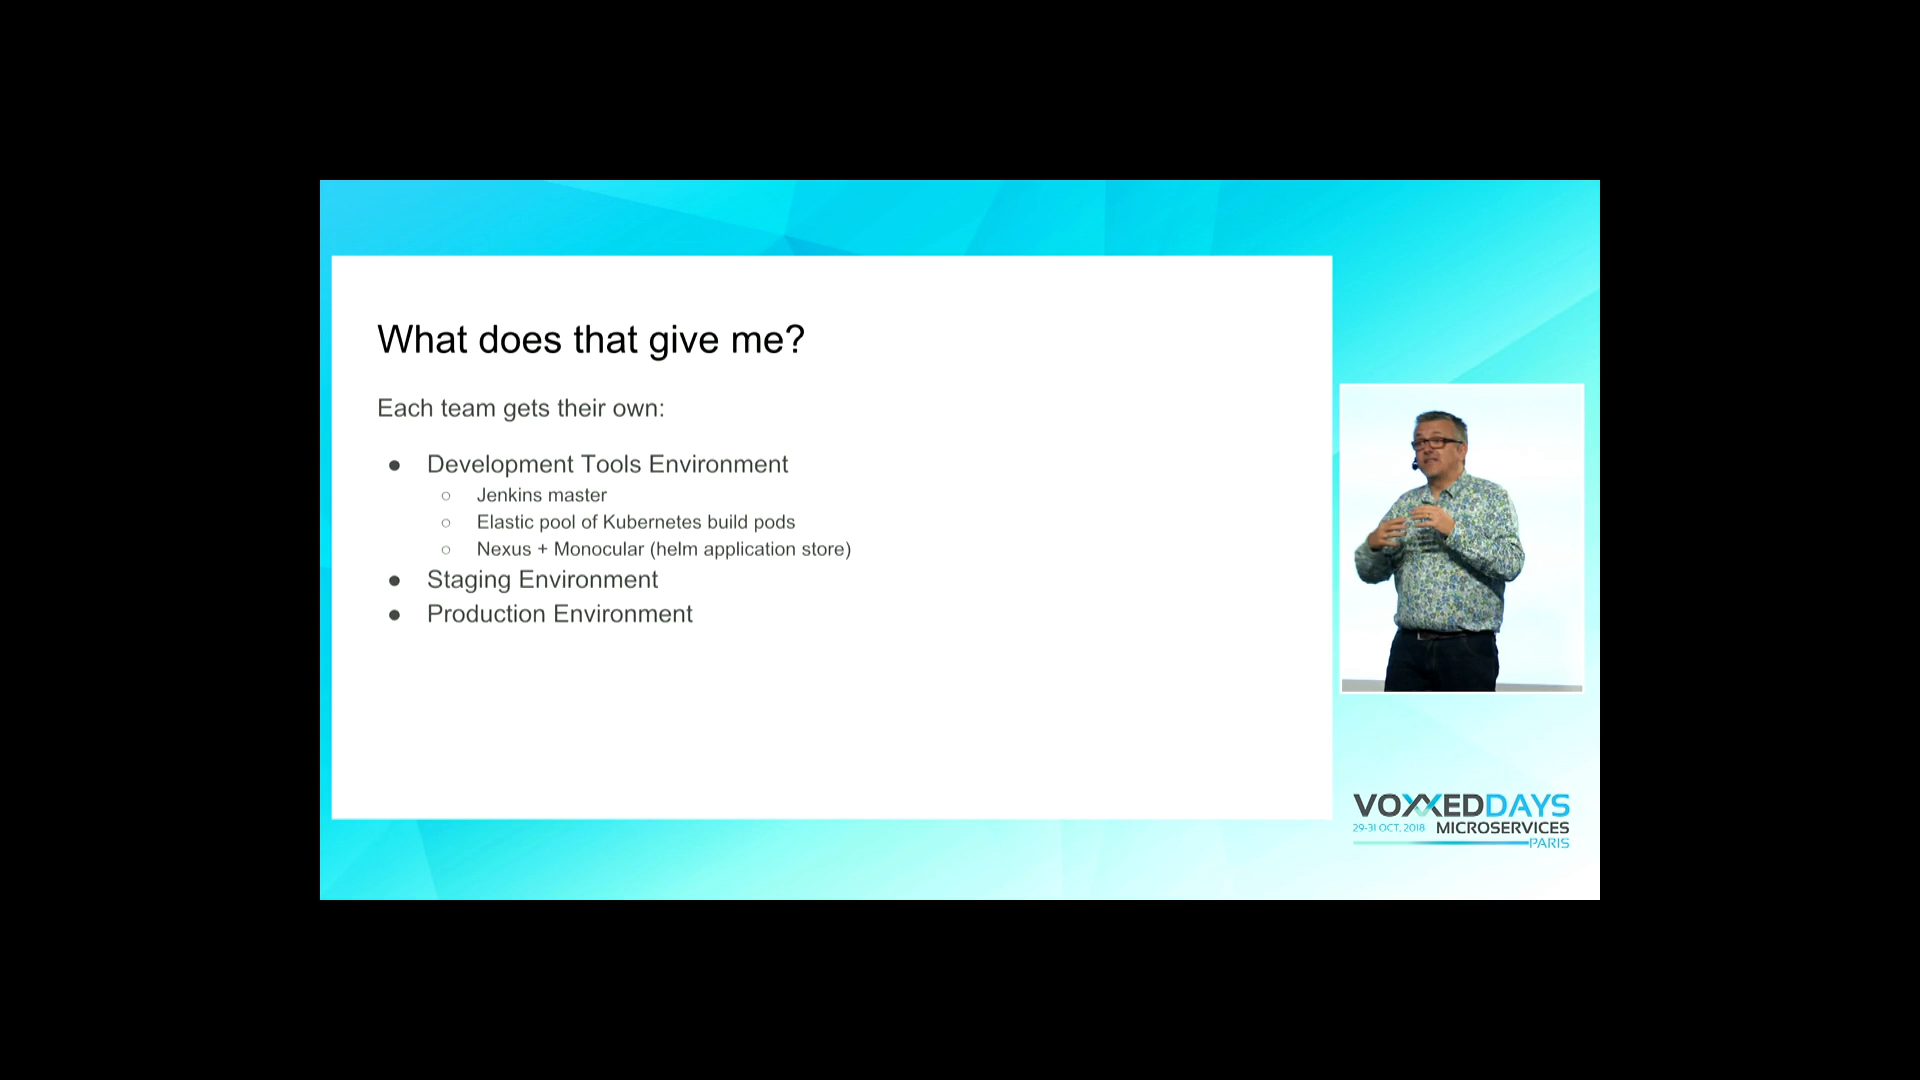 What does that give me?
Each team gets their own:
● Development Tools Environment
○ Jenkins master
○ Elastic pool of Kubernetes build pods
○ Nexus + Monocular (helm application store)
● Staging Environment
● Production Environment
VOXXEDDAYS
29-31 OCT. 2018 MICROSERVICES
PARIS